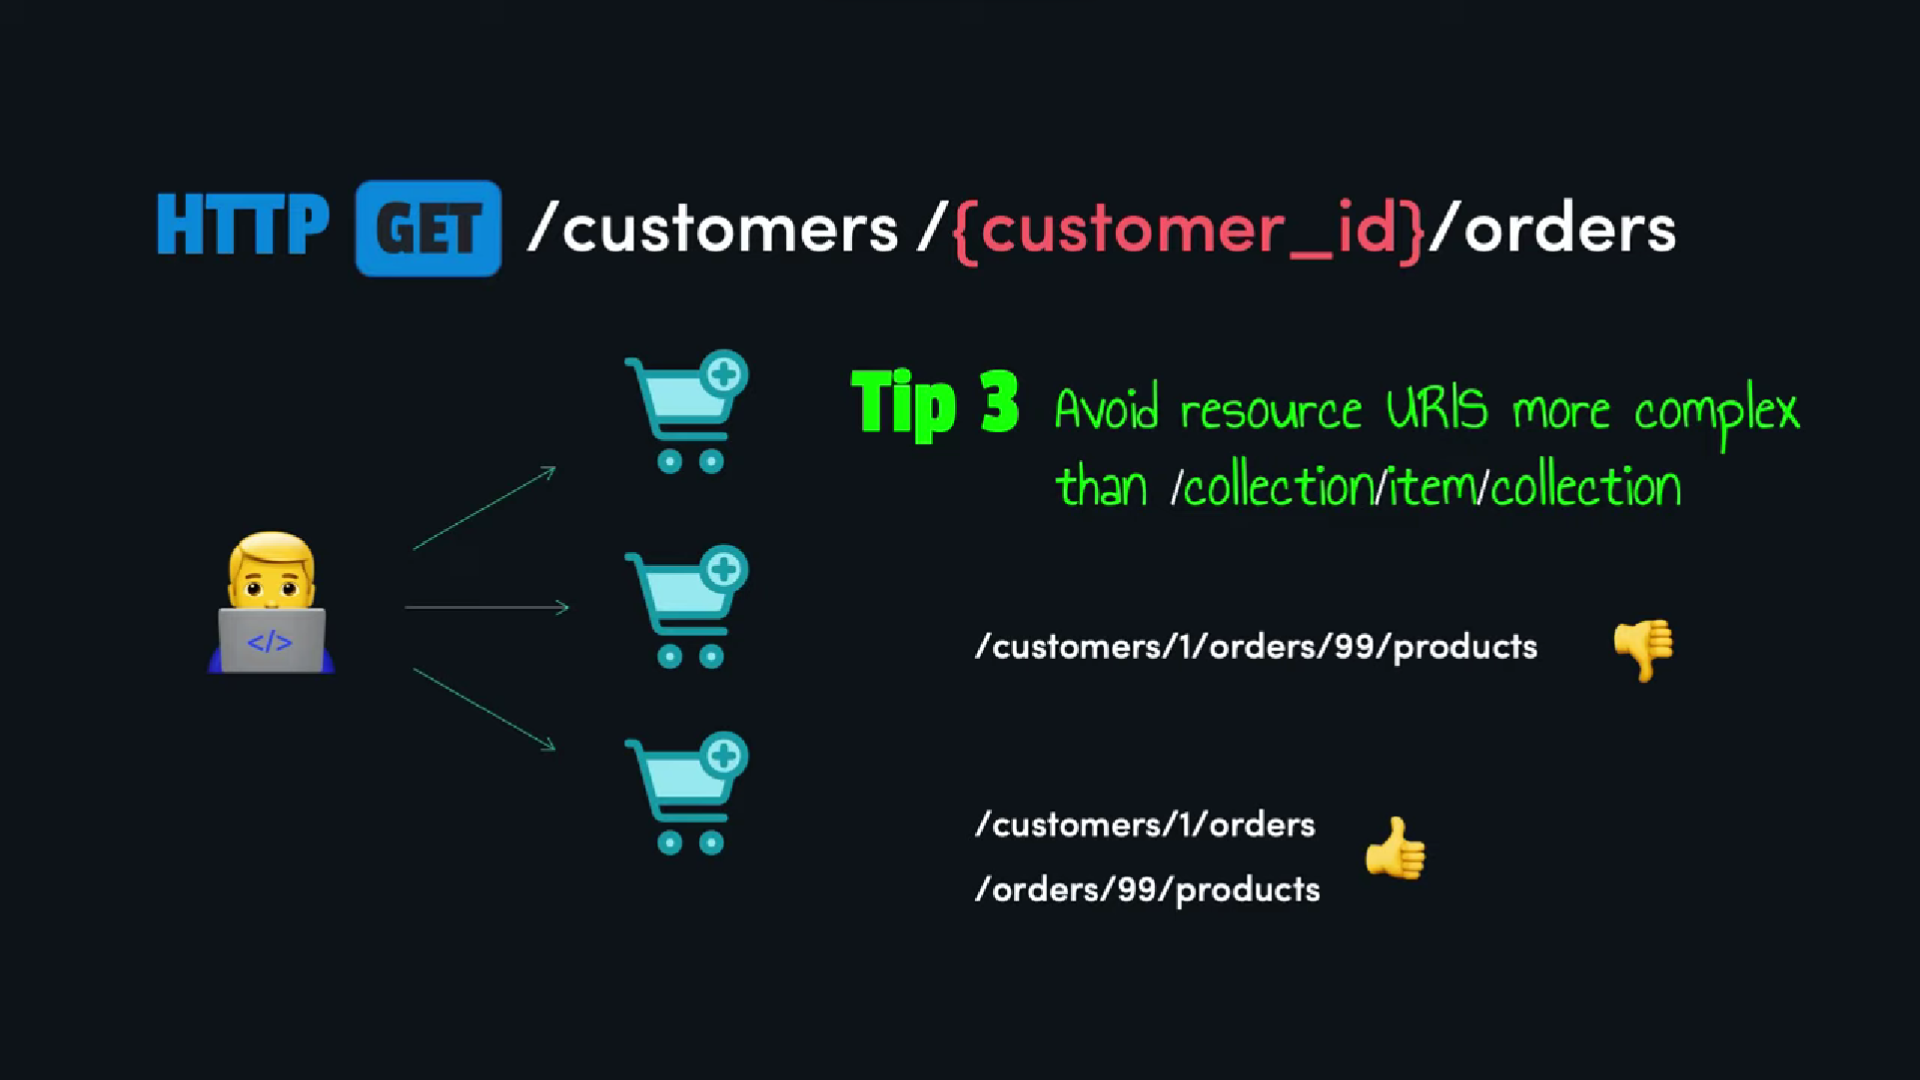 HTTP GET /customers /{customer_id}/orders
Tip 3 Avoid resource URIS more complex
than /collection/item/collection
</>
/customers/1/orders/99/products
/customers/1/orders
/orders/99/products